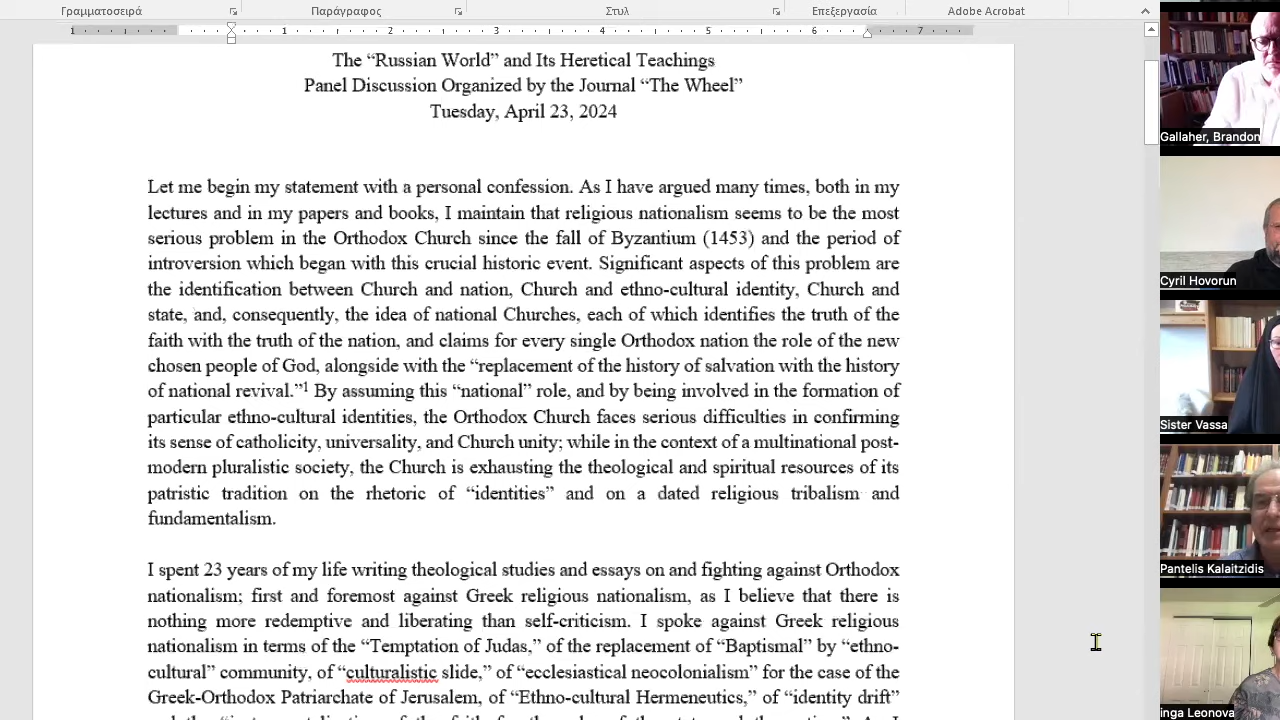 Γραμματοσειρά
Παράγραφος
Στυλ
Επεξεργασία
Adobe Acrobat
1 1 2 3 4 5 6 7
The “Russian World” and Its Heretical Teachings
Panel Discussion Organized by the Journal “The Wheel”
Tuesday, April 23, 2024
Let me begin my statement with a personal confession. As I have argued many times, both in my
lectures and in my papers and books, I maintain that religious nationalism seems to be the most
serious problem in the Orthodox Church since the fall of Byzantium (1453) and the period of
introversion which began with this crucial historic event. Significant aspects of this problem are
the identification between Church and nation, Church and ethno-cultural identity, Church and
state, and, consequently, the idea of national Churches, each of which identifies the truth of the
faith with the truth of the nation, and claims for every single Orthodox nation the role of the new
chosen people of God, alongside with the “replacement of the history of salvation with the history
of national revival.”1 By assuming this “national” role, and by being involved in the formation of
particular ethno-cultural identities, the Orthodox Church faces serious difficulties in confirming
its sense of catholicity, universality, and Church unity; while in the context of a multinational post-
modern pluralistic society, the Church is exhausting the theological and spiritual resources of its
patristic tradition on the rhetoric of “identities” and on a dated religious tribalism and
fundamentalism.
I spent 23 years of my life writing theological studies and essays on and fighting against Orthodox
nationalism; first and foremost against Greek religious nationalism, as I believe that there is
nothing more redemptive and liberating than self-criticism. I spoke against Greek religious
nationalism in terms of the “Temptation of Judas,” of the replacement of “Baptismal” by “ethno-
cultural” community, of “culturalistic slide,” of “ecclesiastical neocolonialism” for the case of the
Greek-Orthodox Patriarchate of Jerusalem, of “Ethno-cultural Hermeneutics,” of “identity drift”
Gallaher, Brandon
Cyril Hovorun
Sister Vassa
Pantelis Kalaitzidis
inga Leonova